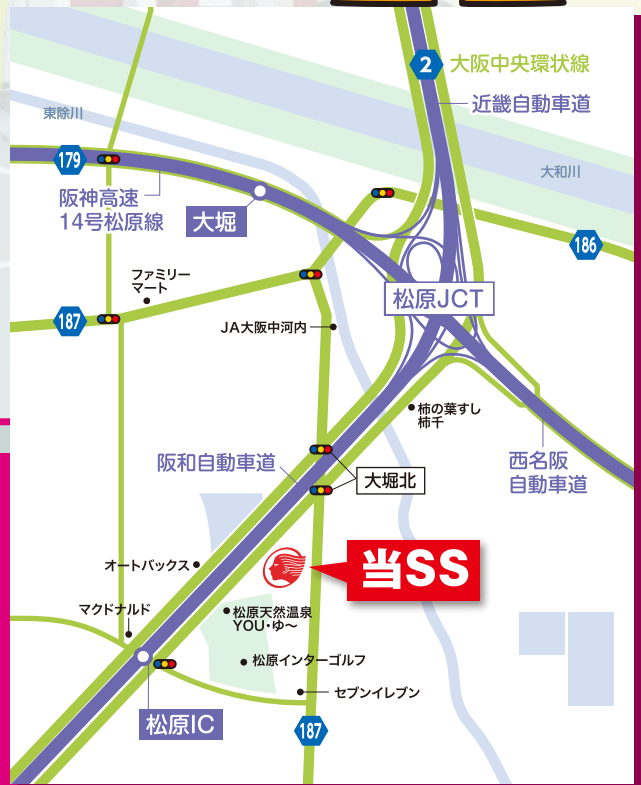 2
大阪中央環状線
近畿自動車道
東除川
179
大和川
阪神高速
14号松原線
大堀
186
ファミリー
マート
松原JCT
187
JA大阪中河内
柿の葉すし
柿千
阪和自動車道
大堀北
西名阪
自動車道
当SS
オートバックス
マクドナルド
松原天然温泉
YOU・ゆ〜
松原インターゴルフ
セブンイレブン
松原IC
187